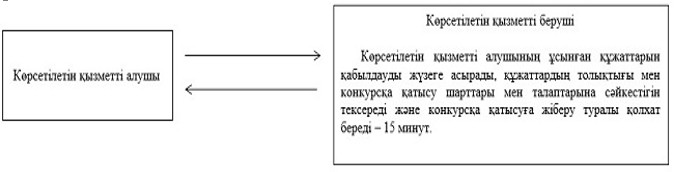 Көрсетілетін қызметті алушы
Көрсетілетін қызметті беруші
Көрсетілетін қызметті алушының ұсынған құжаттарын
қабылдауды жүзеге асырады, құжаттардың толықтығы мен
конкурсқа қатысу шарттары мен талаптарына сәйкестігін
тексереді және конкурсқа қатысуға жіберу туралы қолхат
береді – 15 минут.